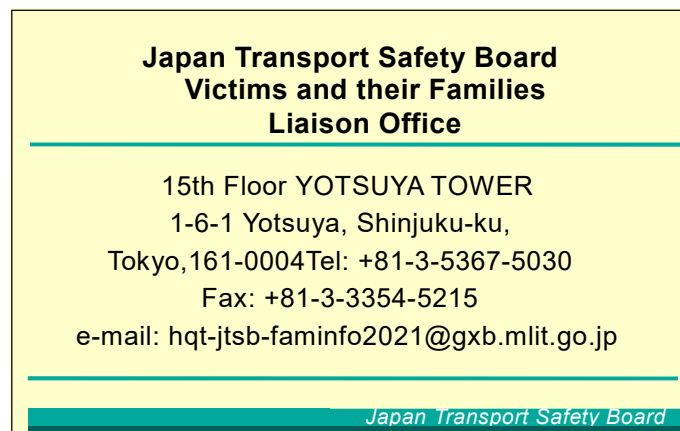 Japan Transport Safety Board
Victims and their Families
Liaison Office
15th Floor YOTSUYA TOWER
1-6-1 Yotsuya, Shinjuku-ku,
Tokyo,161-0004Tel: +81-3-5367-5030
Fax: +81-3-3354-5215
e-mail: hqt-jtsb-faminfo2021@gxb.mlit.go.jp
Japan Transport Safety Board